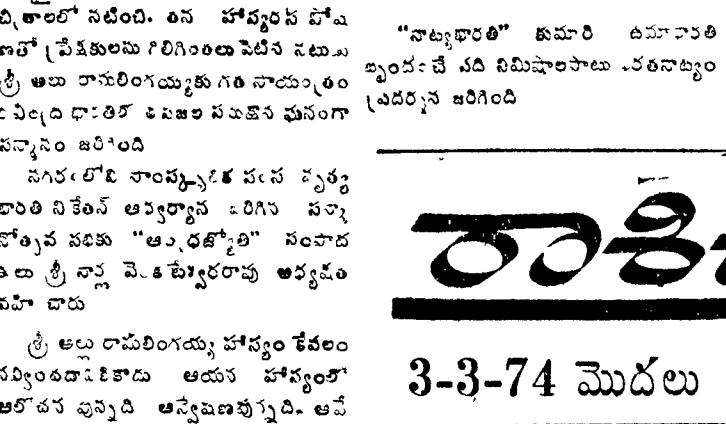 నటించి. తన హాస్యరస పోష
ణతో ప్రేక్షకులను గిలిగింతలు పెట్టిన
శ్రీ అల్లు రామలింగయ్యకు గత సాయంత్రం
ఘనంగా
సన్మానం జరిగింది
నగరంలోని సాంస్కృతిక నృత్య
భారతి నికేతన్ ఆధ్వర్యాన జరిగిన సన్మా
నోత్సవ సభకు "ఆంధ్రజ్యోతి" సంపాద
కులు శ్రీ నార్ల వెంకటేశ్వరరావు అధ్యక్షత
వహించారు
శ్రీ అల్లు రామలింగయ్య హాస్యం కేవలం
నవ్వించడానికికాదు ఆయన హాస్యంలో
ఆలోచన వున్నది అన్వేషణవున్నది.
"నాట్యభారతి" కుమారి ఉమాభారతి
బృందంచే పది నిమిషాలపాటు భరతనాట్యం
ప్రదర్శన జరిగింది
రాశి
3-3-74 మొదలు